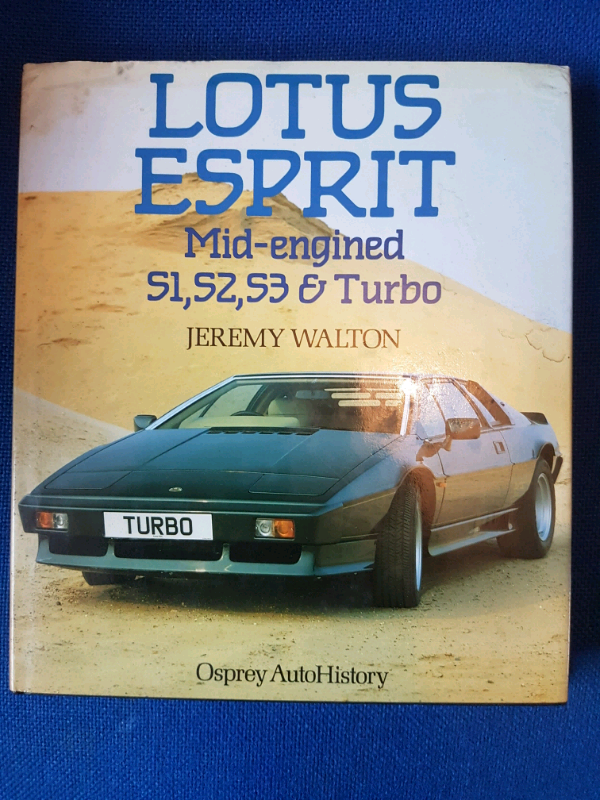 LOTUS
ESPRIT
Mid-engined
S1, S2, S3 & Turbo
JEREMY WALTON
TURBO
Osprey AutoHistory